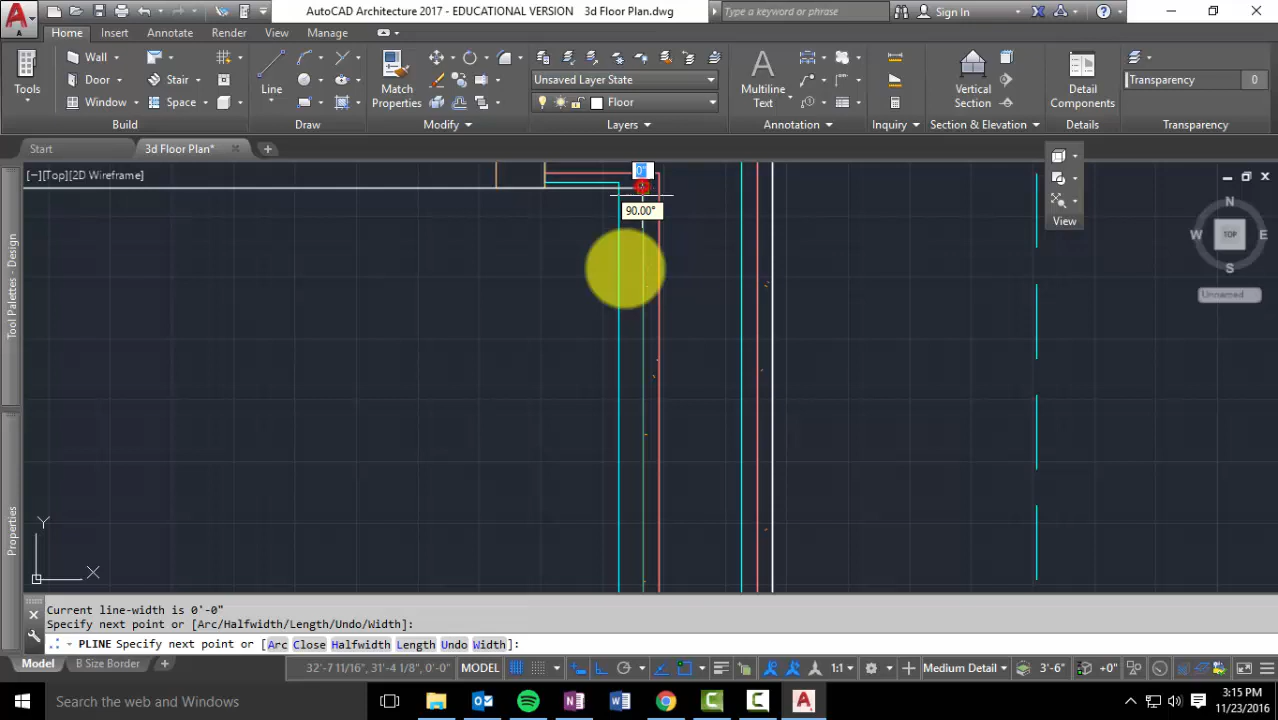 AutoCAD Architecture 2017 - EDUCATIONAL VERSION 3d Floor Plan.dwg
Type a keyword or phrase
Sign In
Home Insert Annotate Render View Manage
Tools
Wall
Door
Window
Stair
Space
Build
Line
Draw
Match
Properties
Modify
Unsaved Layer State
Floor
Layers
Multiline
Text
Annotation
Inquiry
Vertical
Section
Section & Elevation
Detail
Components
Details
Transparency 0
Transparency
Start 3d Floor Plan*
[−][Top][2D Wireframe]
0"
90.00°
View
N
W TOP E
S
Unnamed
Tool Palettes - Design
Properties
Y
X
Current line-width is 0'-0"
Specify next point or [Arc/Halfwidth/Length/Undo/Width]:
PLINE Specify next point or [Arc Close Halfwidth Length Undo Width]:
Model B Size Border
32'-7 11/16", 31'-4 1/8", 0'-0" MODEL 1:1 Medium Detail 3'-6" +0"
Search the web and Windows
3:15 PM
11/23/2016